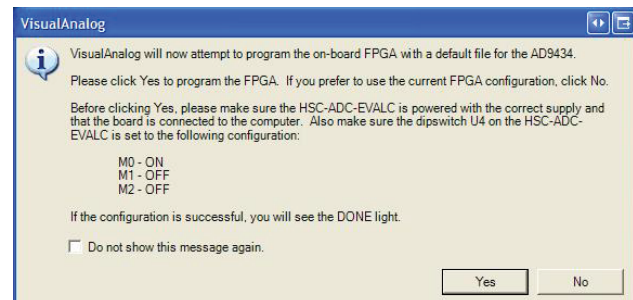 VisualAnalog
VisualAnalog will now attempt to program the on-board FPGA with a default file for the AD9434.
Please click Yes to program the FPGA. If you prefer to use the current FPGA configuration, click No.
Before clicking Yes, please make sure the HSC-ADC-EVALC is powered with the correct supply and
that the board is connected to the computer. Also make sure the dipswitch U4 on the HSC-ADC-
EVALC is set to the following configuration:
M0 - ON
M1 - OFF
M2 - OFF
If the configuration is successful, you will see the DONE light.
Do not show this message again.
Yes No